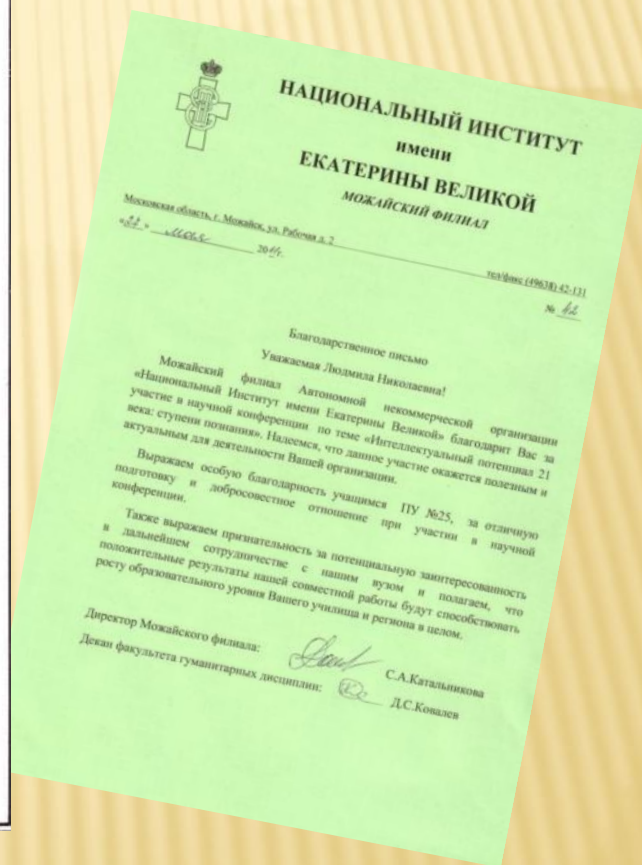 НАЦИОНАЛЬНЫЙ ИНСТИТУТ
имени
ЕКАТЕРИНЫ ВЕЛИКОЙ
МОЖАЙСКИЙ ФИЛИАЛ
Московская область, г. Можайск, ул. Рабочая д. 2
тел/факс (49638) 42-131
« » мая 20 г.
№ 42
Благодарственное письмо
Уважаемая Людмила Николаевна!
Можайский филиал Автономной некоммерческой организации
«Национальный Институт имени Екатерины Великой» благодарит Вас за
участие в научной конференции по теме «Интеллектуальный потенциал 21
века: ступени познания». Надеемся, что данное участие окажется полезным и
актуальным для деятельности Вашей организации.
Выражаем особую благодарность учащимся ПУ №25, за отличную
подготовку и добросовестное отношение при участии в научной
конференции.
Также выражаем признательность за потенциальную заинтересованность
в дальнейшем сотрудничестве с нашим вузом и полагаем, что
положительные результаты нашей совместной работы будут способствовать
росту образовательного уровня Вашего училища и региона в целом.
Директор Можайского филиала: С.А.Катальникова
Декан факультета гуманитарных дисциплин: Д.С.Ковалев